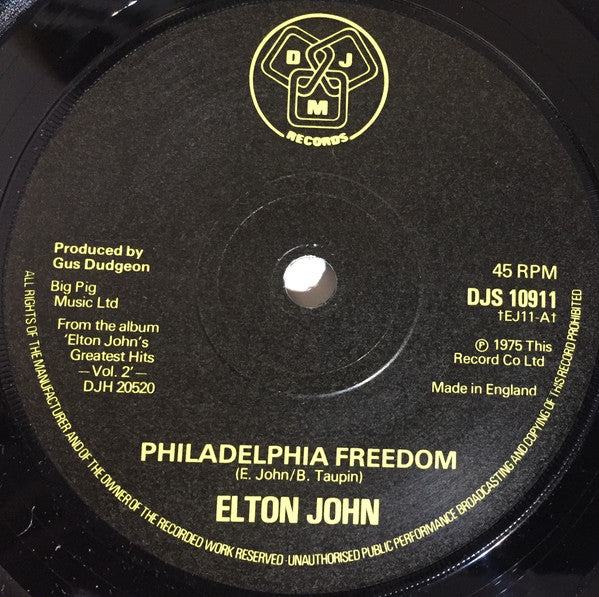 D J
M
RECORDS
Produced by
Gus Dudgeon
Big Pig
Music Ltd
From the album
'Elton John's
Greatest Hits
—Vol. 2'—
DJH 20520
45 RPM
DJS 10911
†EJ11-A†
℗ 1975 This
Record Co Ltd
Made in England
PHILADELPHIA FREEDOM
(E. John/B. Taupin)
ELTON JOHN
ALL RIGHTS OF THE MANUFACTURER AND OF THE OWNER OF THE RECORDED WORK RESERVED·UNAUTHORISED PUBLIC PERFORMANCE BROADCASTING AND COPYING OF THIS RECORD PROHIBITED